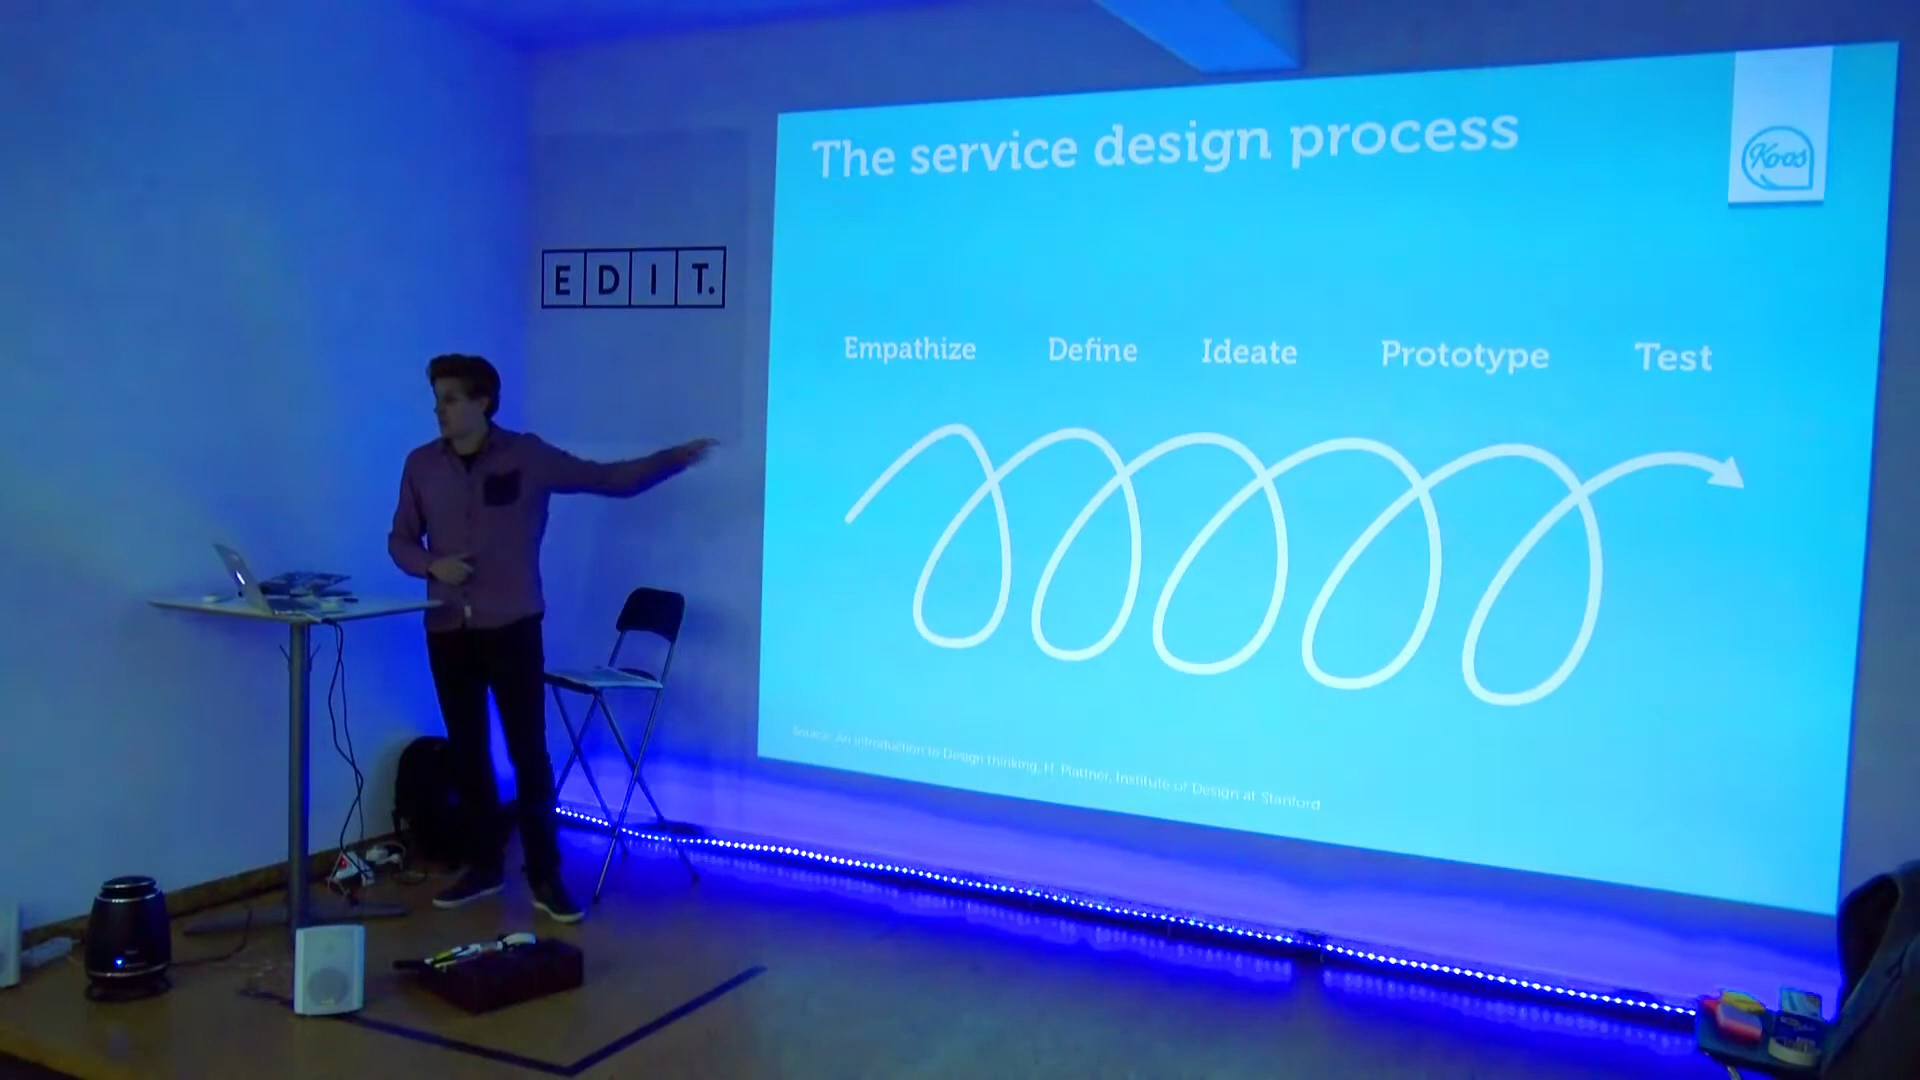 The service design process
Koos
E D I T.
Empathize Define Ideate Prototype Test
Source: An introduction to Design thinking, H. Plattner, Institute of Design at Stanford